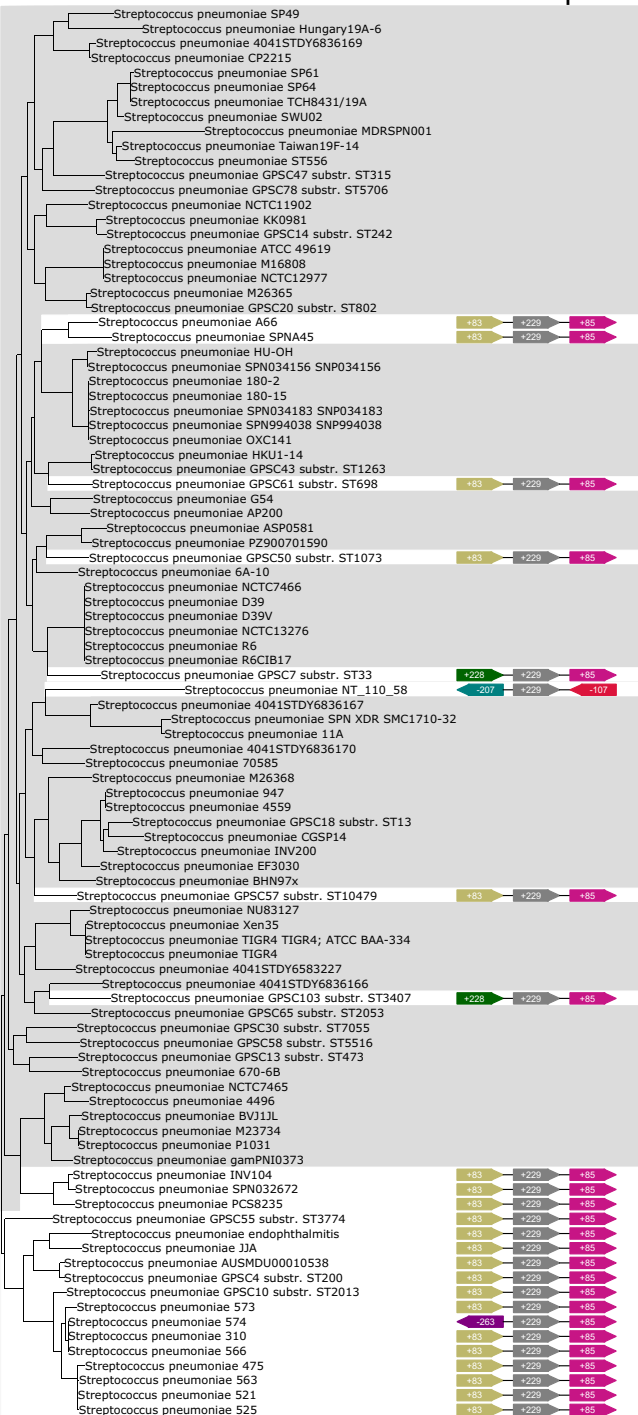 Streptococcus pneumoniae SP49
Streptococcus pneumoniae Hungary19A-6
Streptococcus pneumoniae 4041STDY6836169
Streptococcus pneumoniae CP2215
Streptococcus pneumoniae SP61
Streptococcus pneumoniae SP64
Streptococcus pneumoniae TCH8431/19A
Streptococcus pneumoniae SWU02
Streptococcus pneumoniae MDRSPN001
Streptococcus pneumoniae Taiwan19F-14
Streptococcus pneumoniae ST556
Streptococcus pneumoniae GPSC47 substr. ST315
Streptococcus pneumoniae GPSC78 substr. ST5706
Streptococcus pneumoniae NCTC11902
Streptococcus pneumoniae KK0981
Streptococcus pneumoniae GPSC14 substr. ST242
Streptococcus pneumoniae ATCC 49619
Streptococcus pneumoniae M16808
Streptococcus pneumoniae NCTC12977
Streptococcus pneumoniae M26365
Streptococcus pneumoniae GPSC20 substr. ST802
Streptococcus pneumoniae A66 +83 +229 +85
Streptococcus pneumoniae SPNA45 +83 +229 +85
Streptococcus pneumoniae HU-OH
Streptococcus pneumoniae SPN034156 SNP034156
Streptococcus pneumoniae 180-2
Streptococcus pneumoniae 180-15
Streptococcus pneumoniae SPN034183 SNP034183
Streptococcus pneumoniae SPN994038 SNP994038
Streptococcus pneumoniae OXC141
Streptococcus pneumoniae HKU1-14
Streptococcus pneumoniae GPSC43 substr. ST1263
Streptococcus pneumoniae GPSC61 substr. ST698 +83 +229 +85
Streptococcus pneumoniae G54
Streptococcus pneumoniae AP200
Streptococcus pneumoniae ASP0581
Streptococcus pneumoniae PZ900701590
Streptococcus pneumoniae GPSC50 substr. ST1073 +83 +229 +85
Streptococcus pneumoniae 6A-10
Streptococcus pneumoniae NCTC7466
Streptococcus pneumoniae D39
Streptococcus pneumoniae D39V
Streptococcus pneumoniae NCTC13276
Streptococcus pneumoniae R6
Streptococcus pneumoniae R6CIB17
Streptococcus pneumoniae GPSC7 substr. ST33 +228 +229 +85
Streptococcus pneumoniae NT_110_58 -207 +229 -107
Streptococcus pneumoniae 4041STDY6836167
Streptococcus pneumoniae SPN XDR SMC1710-32
Streptococcus pneumoniae 11A
Streptococcus pneumoniae 4041STDY6836170
Streptococcus pneumoniae 70585
Streptococcus pneumoniae M26368
Streptococcus pneumoniae 947
Streptococcus pneumoniae 4559
Streptococcus pneumoniae GPSC18 substr. ST13
Streptococcus pneumoniae CGSP14
Streptococcus pneumoniae INV200
Streptococcus pneumoniae EF3030
Streptococcus pneumoniae BHN97x
Streptococcus pneumoniae GPSC57 substr. ST10479 +83 +229 +85
Streptococcus pneumoniae NU83127
Streptococcus pneumoniae Xen35
Streptococcus pneumoniae TIGR4 TIGR4; ATCC BAA-334
Streptococcus pneumoniae TIGR4
Streptococcus pneumoniae 4041STDY6583227
Streptococcus pneumoniae 4041STDY6836166
Streptococcus pneumoniae GPSC103 substr. ST3407 +228 +229 +85
Streptococcus pneumoniae GPSC65 substr. ST2053
Streptococcus pneumoniae GPSC30 substr. ST7055
Streptococcus pneumoniae GPSC58 substr. ST5516
Streptococcus pneumoniae GPSC13 substr. ST473
Streptococcus pneumoniae 670-6B
Streptococcus pneumoniae NCTC7465
Streptococcus pneumoniae 4496
Streptococcus pneumoniae BVJ1JL
Streptococcus pneumoniae M23734
Streptococcus pneumoniae P1031
Streptococcus pneumoniae gamPNI0373
Streptococcus pneumoniae INV104 +83 +229 +85
Streptococcus pneumoniae SPN032672 +83 +229 +85
Streptococcus pneumoniae PCS8235 +83 +229 +85
Streptococcus pneumoniae GPSC55 substr. ST3774 +83 +229 +85
Streptococcus pneumoniae endophthalmitis +83 +229 +85
Streptococcus pneumoniae JJA +83 +229 +85
Streptococcus pneumoniae AUSMDU00010538 +83 +229 +85
Streptococcus pneumoniae GPSC4 substr. ST200 +83 +229 +85
Streptococcus pneumoniae GPSC10 substr. ST2013 +83 +229 +85
Streptococcus pneumoniae 573 +83 +229 +85
Streptococcus pneumoniae 574 -263 +229 +85
Streptococcus pneumoniae 310 +83 +229 +85
Streptococcus pneumoniae 566 +83 +229 +85
Streptococcus pneumoniae 475 +83 +229 +85
Streptococcus pneumoniae 563 +83 +229 +85
Streptococcus pneumoniae 521 +83 +229 +85
Streptococcus pneumoniae 525 +83 +229 +85